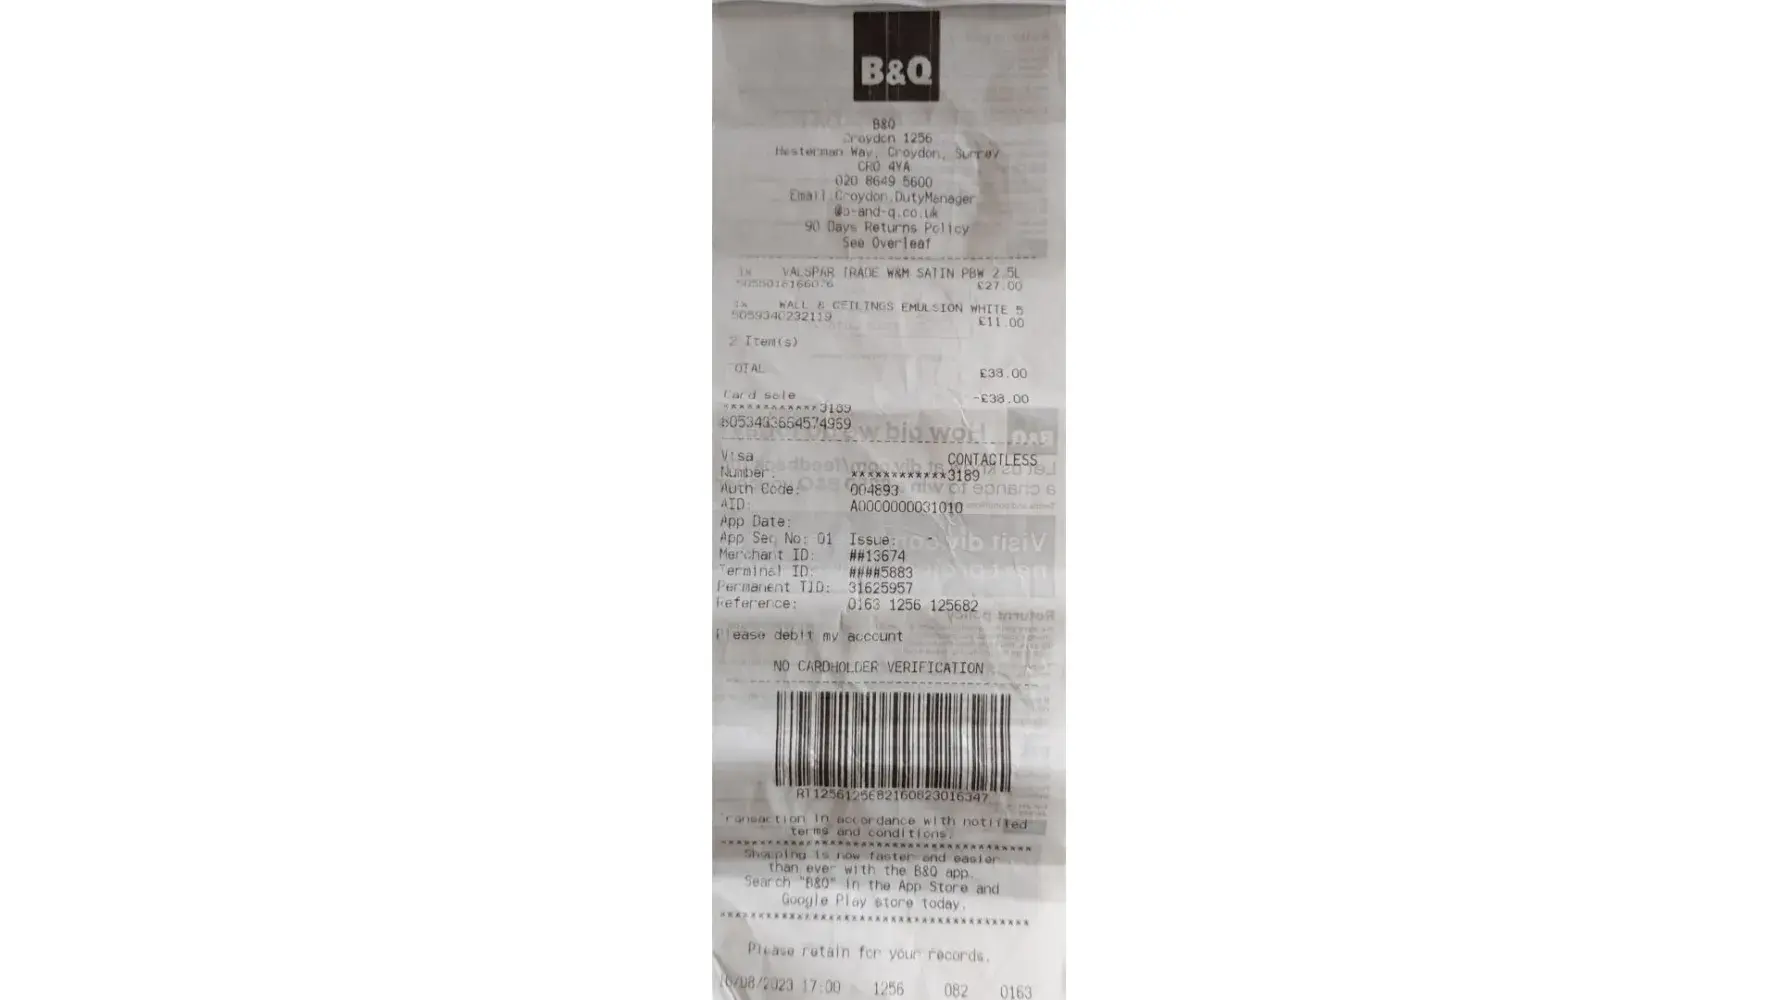 B&Q
B&Q
Croydon 1256
Hesterman Way, Croydon, Surrey
CR0 4YA
020 8649 5600
Email:Croydon.DutyManager
@b-and-q.co.uk
90 Days Returns Policy
See Overleaf
1x VALSPAR TRADE W&M SATIN PBW 2.5L
£27.00
1x WALL & CEILINGS EMULSION WHITE 5
5059340232119 £11.00
2 Item(s)
TOTAL £38.00
Card sale -£38.00
************3189
Visa CONTACTLESS
Number: ************3189
Auth Code: 004893
AID: A0000000031010
App Date:
App Seq No: 01 Issue: -
Merchant ID: ##13674
Terminal ID: ####5883
Permanent TID: 31625957
Reference: 0163 1256 125682
Please debit my account
NO CARDHOLDER VERIFICATION
RT1256125682160823016347
Transaction in accordance with notified
terms and conditions.
Shopping is now faster and easier
than ever with the B&Q app.
Search "B&Q" in the App Store and
Google Play store today.
Please retain for your records.
16/08/2023 17:00 1256 082 0163